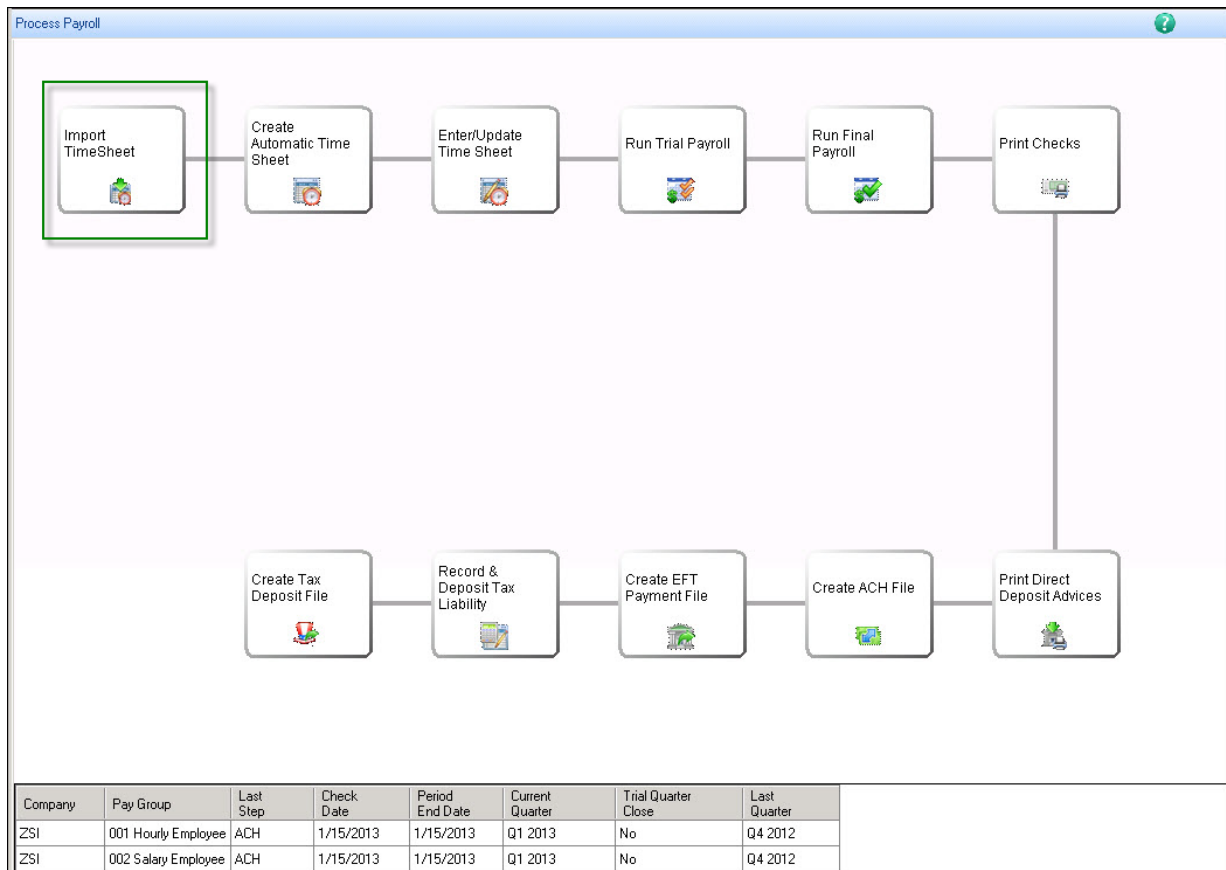 Process Payroll
?
Import
TimeSheet
Create
Automatic Time
Sheet
Enter/Update
Time Sheet
Run Trial Payroll
Run Final
Payroll
Print Checks
Create Tax
Deposit File
Record &
Deposit Tax
Liability
Create EFT
Payment File
Create ACH File
Print Direct
Deposit Advices
Company Pay Group Last Step Check Date Period End Date Current Quarter Trial Quarter Close Last Quarter
ZSI 001 Hourly Employee ACH 1/15/2013 1/15/2013 Q1 2013 No Q4 2012
ZSI 002 Salary Employee ACH 1/15/2013 1/15/2013 Q1 2013 No Q4 2012